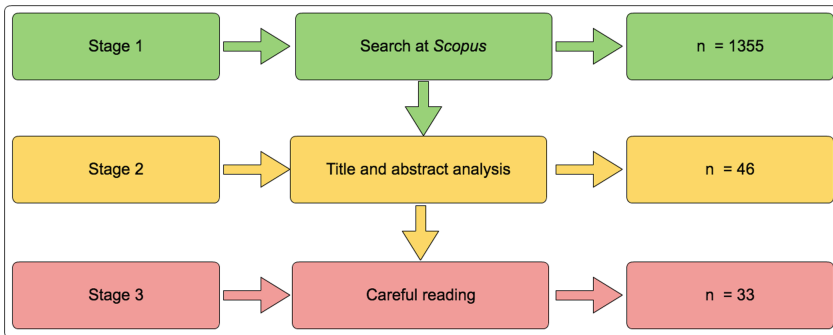 Stage 1
Search at Scopus
n = 1355
Stage 2
Title and abstract analysis
n = 46
Stage 3
Careful reading
n = 33